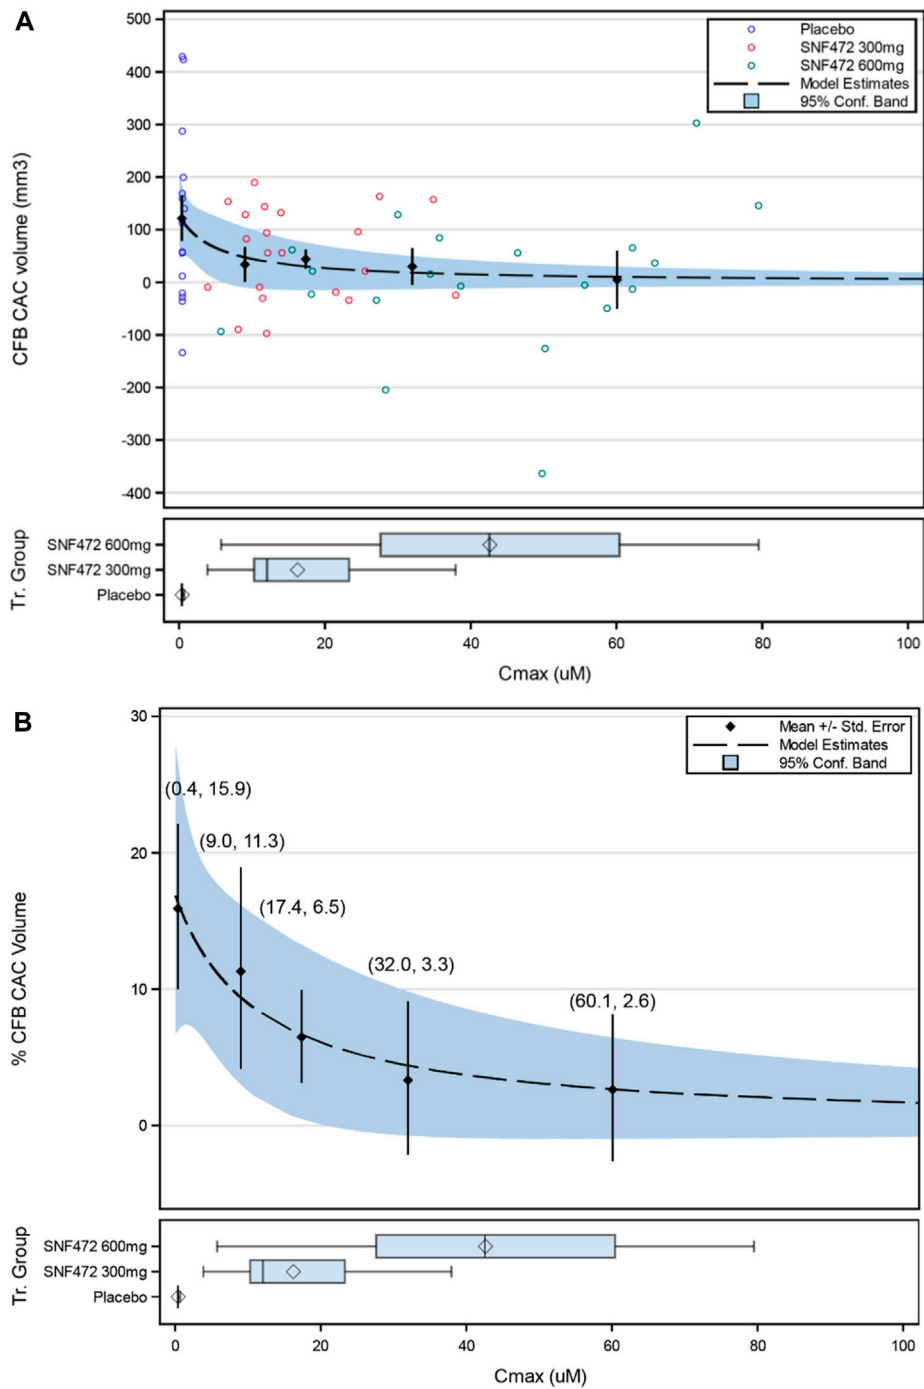 A
CFB CAC volume (mm3)
500
400
300
200
100
0
-100
-200
-300
-400
Placebo
SNF472 300mg
SNF472 600mg
Model Estimates
95% Conf. Band
Tr. Group
SNF472 600mg
SNF472 300mg
Placebo
0 20 40 60 80 100
Cmax (uM)
B
% CFB CAC Volume
30
20
10
0
Mean +/- Std. Error
Model Estimates
95% Conf. Band
(0.4, 15.9)
(9.0, 11.3)
(17.4, 6.5)
(32.0, 3.3)
(60.1, 2.6)
Tr. Group
SNF472 600mg
SNF472 300mg
Placebo
0 20 40 60 80 100
Cmax (uM)